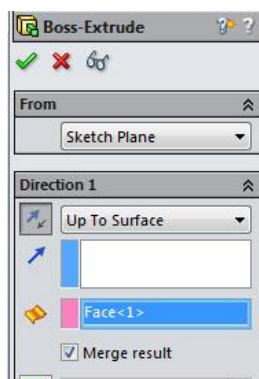 Boss-Extrude
From
Sketch Plane
Direction 1
Up To Surface
Face<1>
Merge result